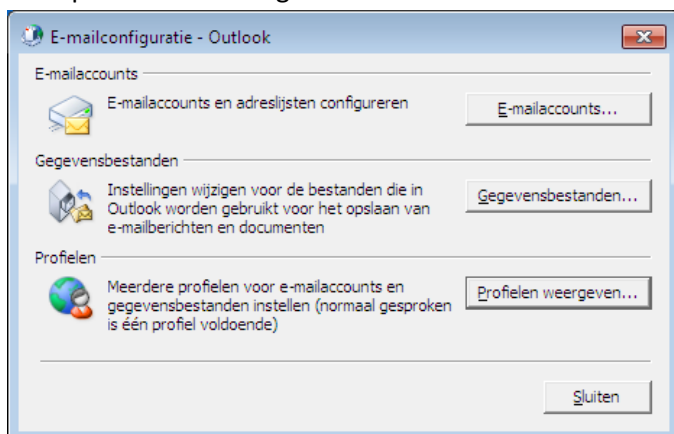 E-mailconfiguratie - Outlook
E-mailaccounts
E-mailaccounts en adreslijsten configureren
E-mailaccounts...
Gegevensbestanden
Instellingen wijzigen voor de bestanden die in
Outlook worden gebruikt voor het opslaan van
e-mailberichten en documenten
Gegevensbestanden...
Profielen
Meerdere profielen voor e-mailaccounts en
gegevensbestanden instellen (normaal gesproken
is één profiel voldoende)
Profielen weergeven...
Sluiten